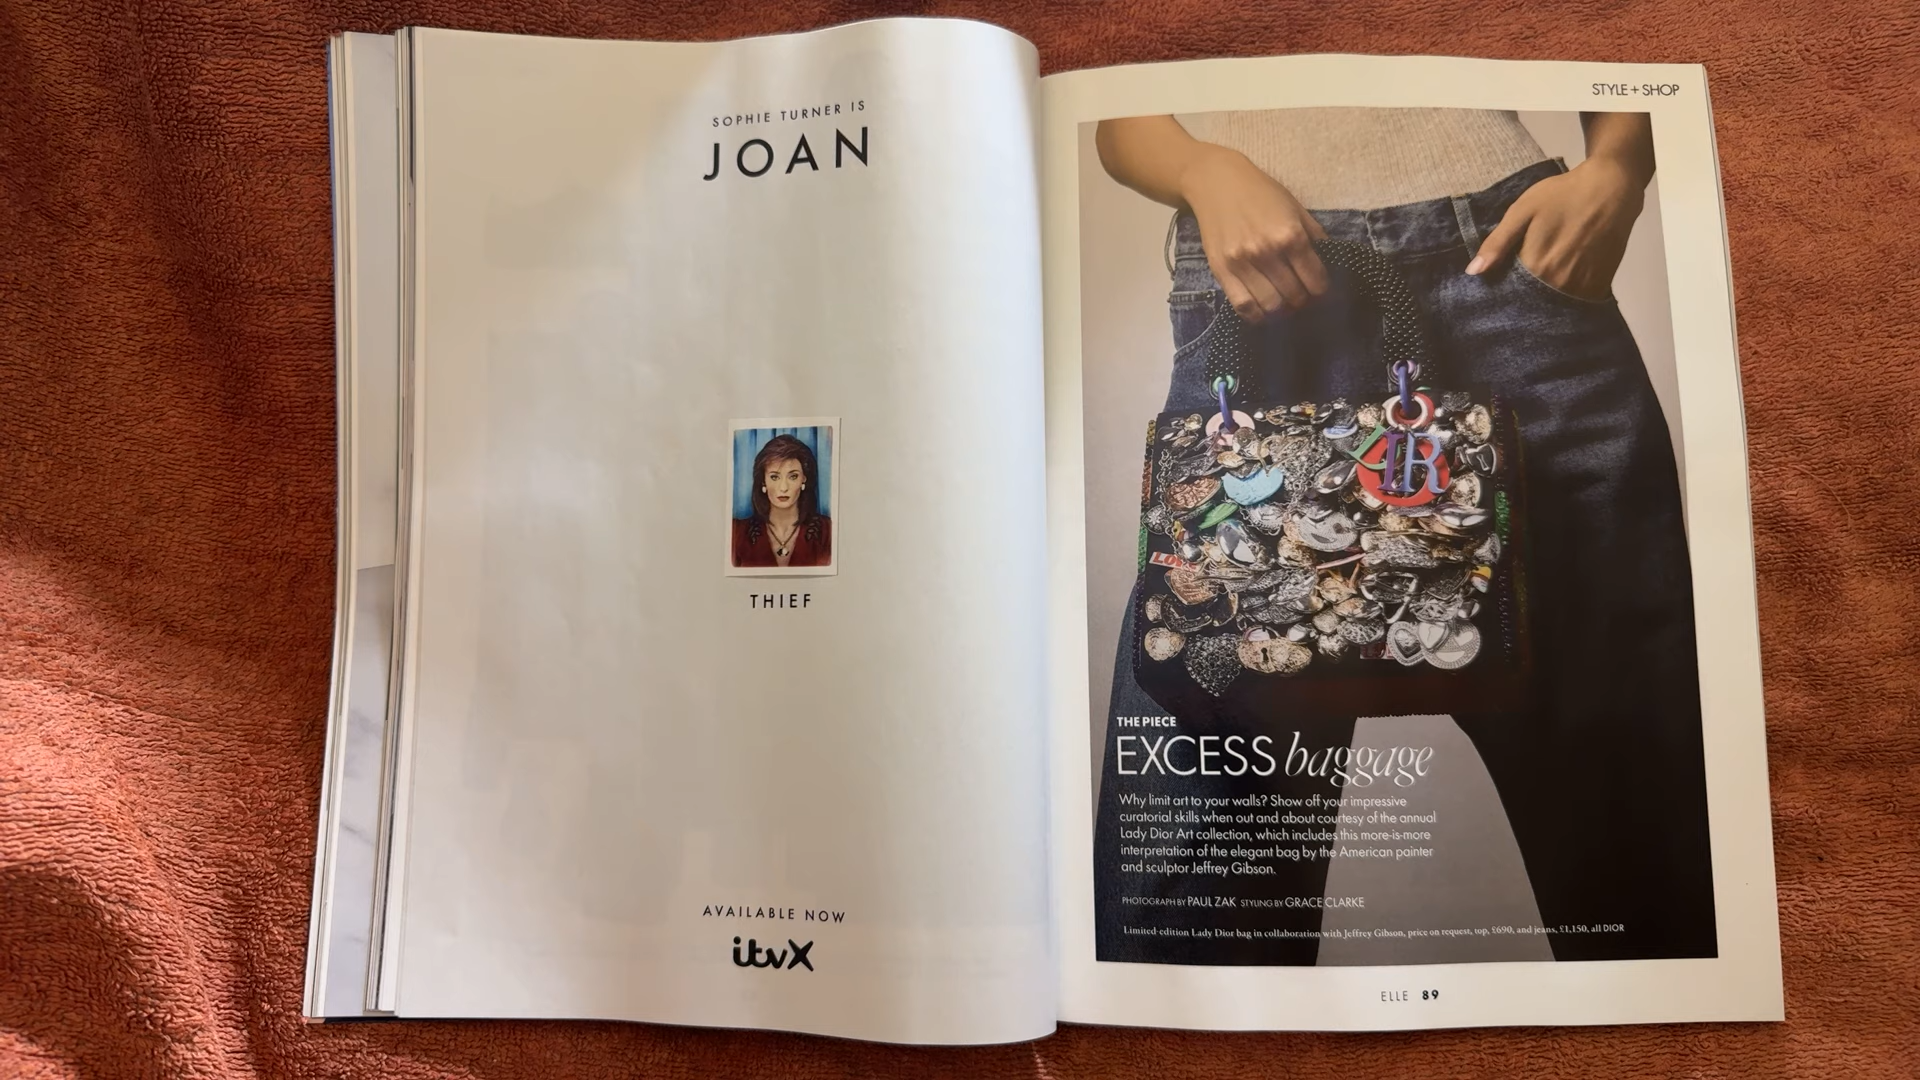 SOPHIE TURNER IS
JOAN
THIEF
AVAILABLE NOW
itvX
STYLE + SHOP
LOV
THE PIECE
EXCESS baggage
Why limit art to your walls? Show off your impressive
curatorial skills when out and about courtesy of the annual
Lady Dior Art collection, which includes this more-is-more
interpretation of the elegant bag by the American painter
and sculptor Jeffrey Gibson.
PHOTOGRAPH BY PAUL ZAK STYLING BY GRACE CLARKE
Limited-edition Lady Dior bag in collaboration with Jeffrey Gibson, price on request, top, £690, and jeans, £1,150, all DIOR
ELLE 89